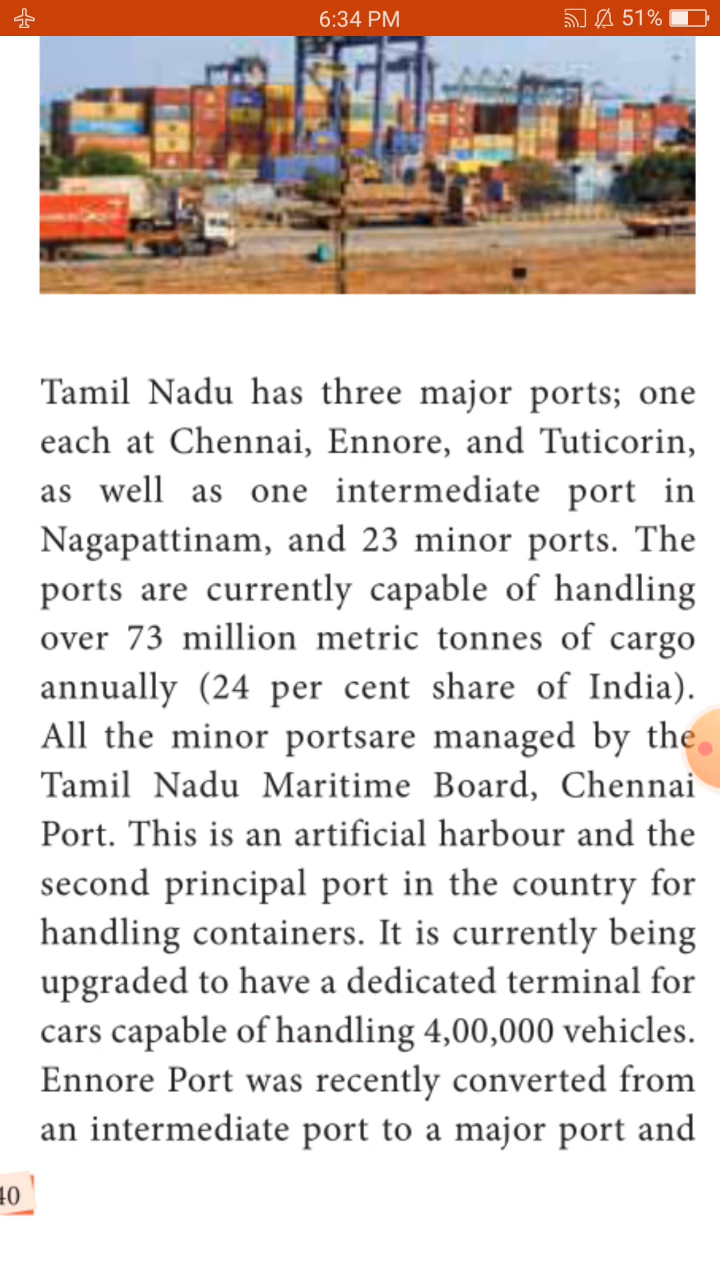 6:34 PM
51%
Tamil Nadu has three major ports; one
each at Chennai, Ennore, and Tuticorin,
as well as one intermediate port in
Nagapattinam, and 23 minor ports. The
ports are currently capable of handling
over 73 million metric tonnes of cargo
annually (24 per cent share of India).
All the minor portsare managed by the
Tamil Nadu Maritime Board, Chennai
Port. This is an artificial harbour and the
second principal port in the country for
handling containers. It is currently being
upgraded to have a dedicated terminal for
cars capable of handling 4,00,000 vehicles.
Ennore Port was recently converted from
an intermediate port to a major port and
40